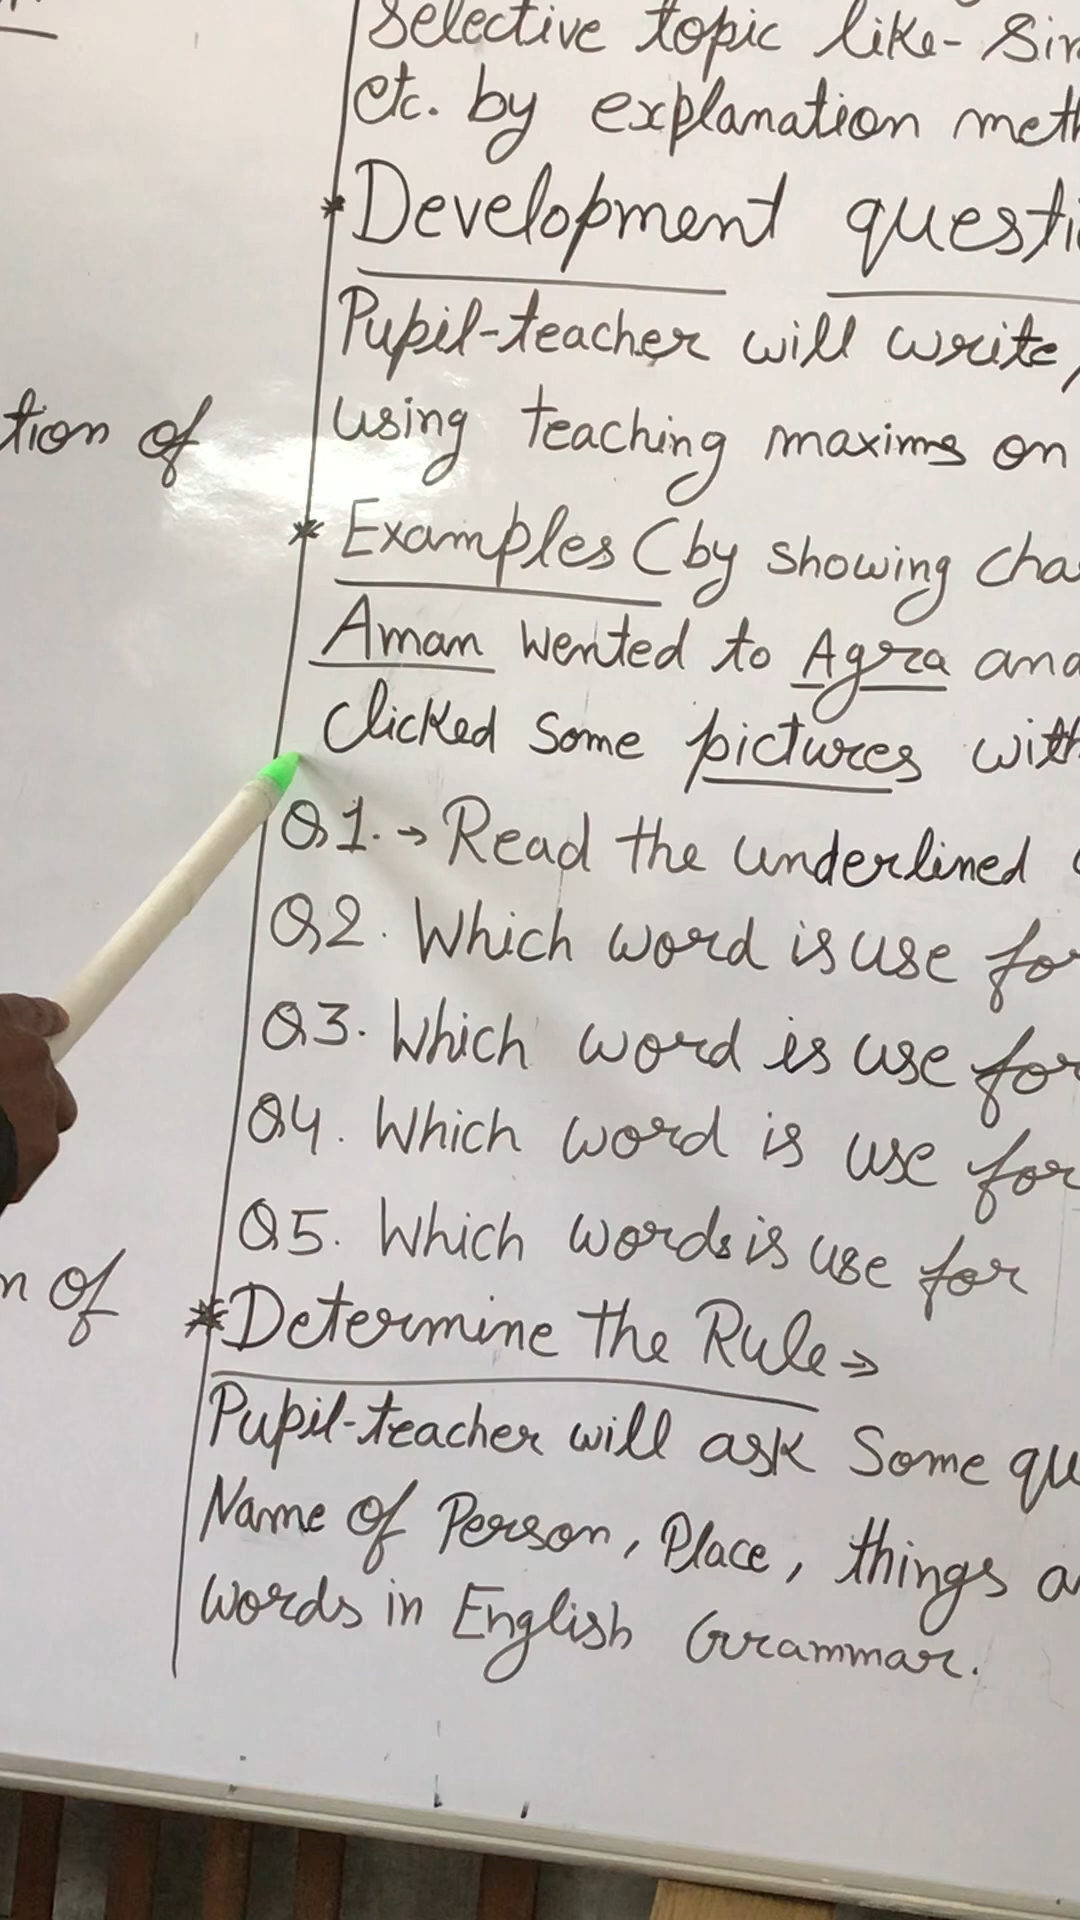 Selective topic like-
etc. by explanation
* Development
Pupil-teacher will write
tion of
using teaching maxims on
* Examples (by showing
Aman wented to Agra and
Clicked Some pictures with
Q1. → Read the underlined
Q2. Which word is use for
Q3. Which word is use for
Q4. Which word is use for
Q5. Which words is use for
of
* Determine the Rule →
Pupil-teacher will ask Some
Name of Person, Place, things
words in English Grammar.